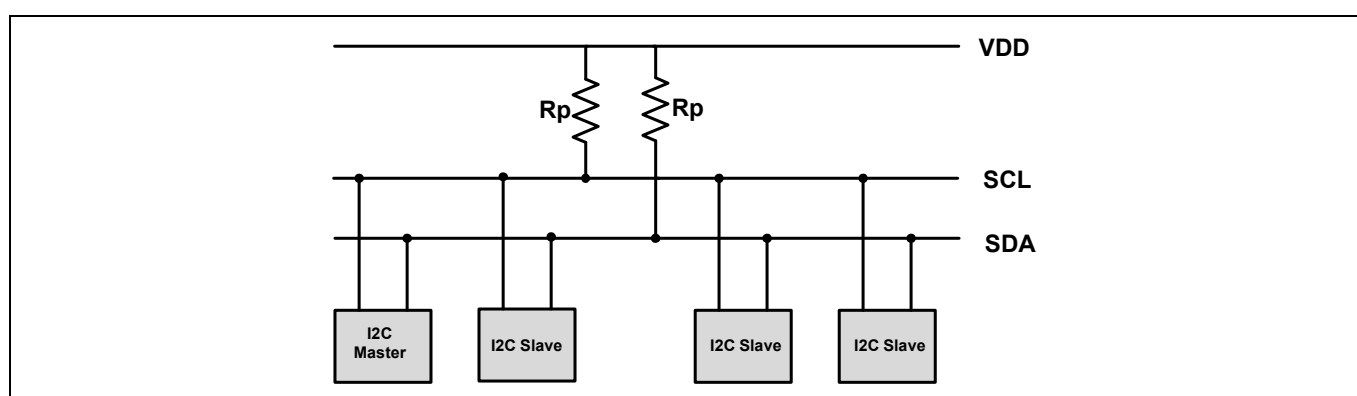 VDD
Rp
Rp
SCL
SDA
I2C
Master
I2C Slave
I2C Slave
I2C Slave